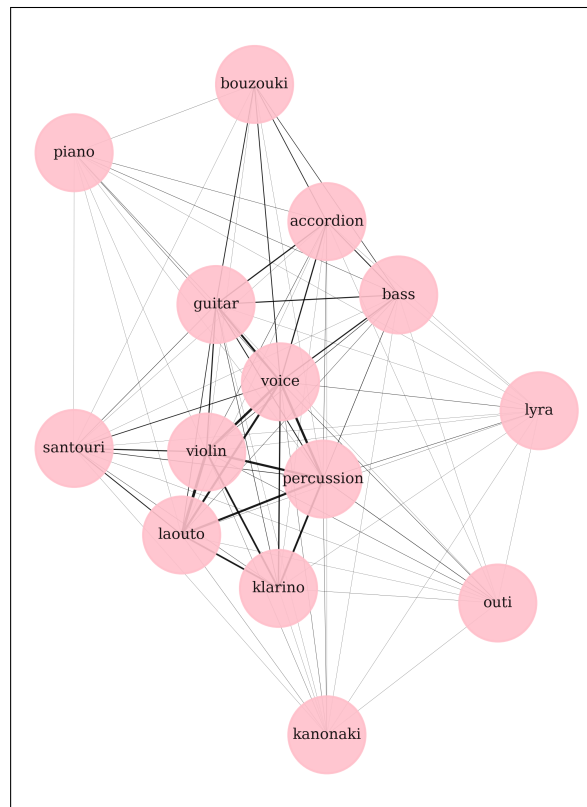 bouzouki
piano
accordion
bass
guitar
voice
lyra
santouri
violin
percussion
laouto
klarino
outi
kanonaki